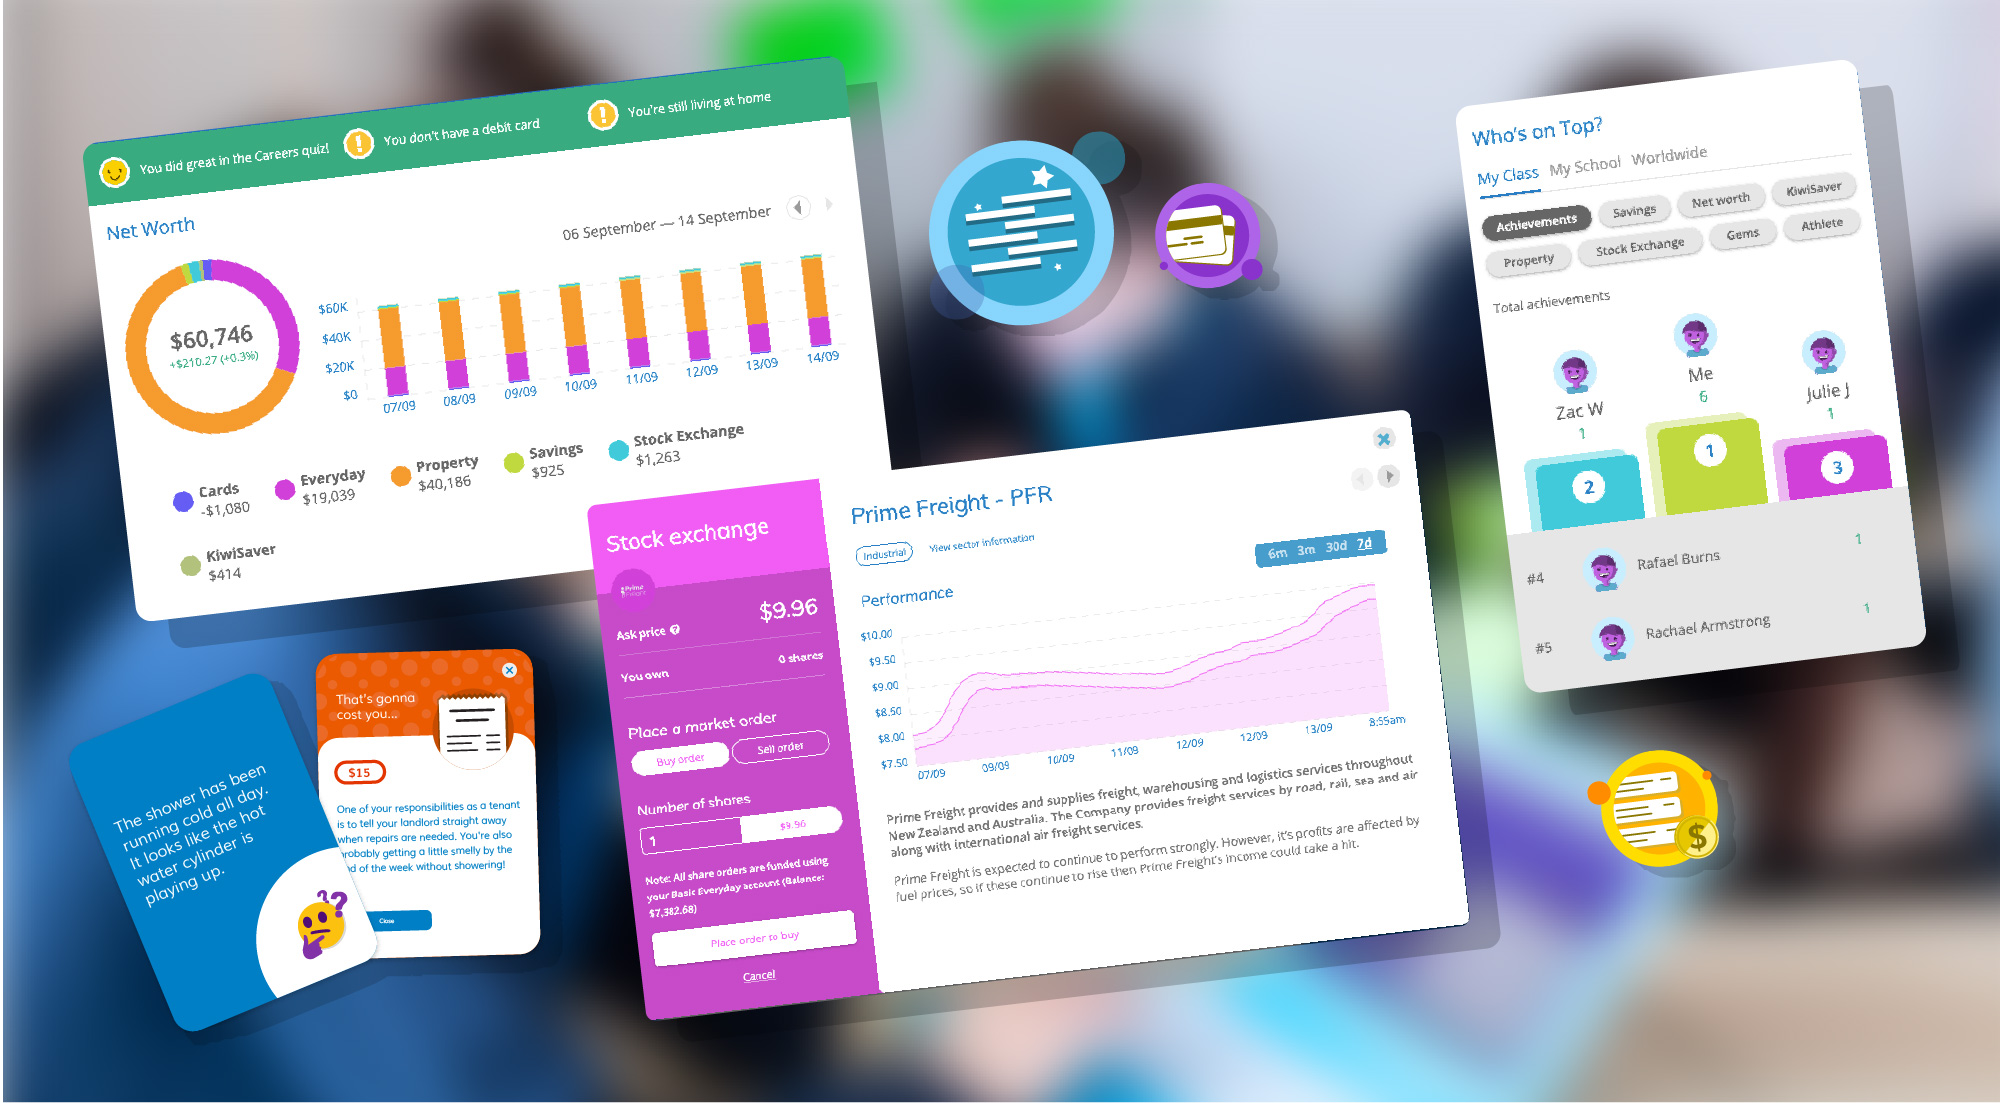 You did great in the Careers quiz!
You don't have a debit card
You're still living at home
Net Worth
06 September — 14 September
$60,746
+$210.27 (+0.3%)
$60K
$40K
$20K
$0
07/09
08/09
09/09
10/09
11/09
12/09
13/09
14/09
Cards
-$1,080
Everyday
$19,039
Property
$40,186
Savings
$925
Stock Exchange
$1,263
KiwiSaver
$414
Who's on Top?
My Class
My School
Worldwide
Achievements
Savings
Net worth
KiwiSaver
Property
Stock Exchange
Gems
Athlete
Total achievements
Zac W
1
Me
6
Julie J
1
2
1
3
#4
Rafael Burns
1
#5
Rachael Armstrong
1
The shower has been
running cold all day.
It looks like the hot
water cylinder is
playing up.
That's gonna
cost you...
$15
One of your responsibilities as a tenant
is to tell your landlord straight away
when repairs are needed. You're also
probably getting a little smelly by the
of the week without showering!
Close
Stock exchange
Prime
Freight
Ask price ?
$9.96
You own
0 shares
Place a market order
Buy order
Sell order
Number of shares
1
$9.96
Note: All share orders are funded using
your Basic Everyday account (Balance:
$7,382.68)
Place order to buy
Cancel
Prime Freight - PFR
Industrial
View sector information
6m
3m
30d
7d
Performance
$10.00
$9.50
$9.00
$8.50
$8.00
$7.50
07/09
09/09
10/09
11/09
12/09
12/09
13/09
8:55am
Prime Freight provides and supplies freight, warehousing and logistics services throughout
New Zealand and Australia. The Company provides freight services by road, rail, sea and air
along with international air freight services.
Prime Freight is expected to continue to perform strongly. However, it's profits are affected by
fuel prices, so if these continue to rise then Prime Freight's income could take a hit.
$